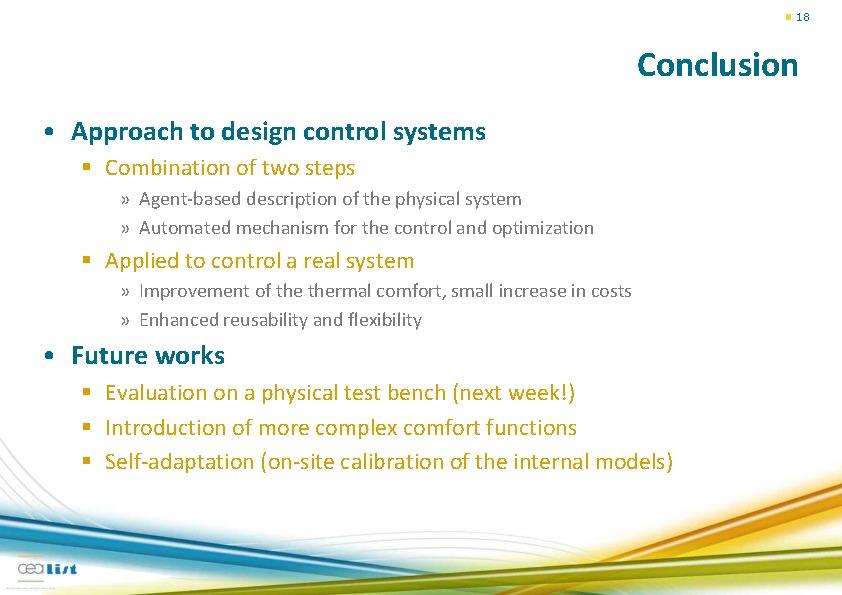 18
Conclusion
• Approach to design control systems
▪ Combination of two steps
» Agent-based description of the physical system
» Automated mechanism for the control and optimization
▪ Applied to control a real system
» Improvement of the thermal comfort, small increase in costs
» Enhanced reusability and flexibility
• Future works
▪ Evaluation on a physical test bench (next week!)
▪ Introduction of more complex comfort functions
▪ Self-adaptation (on-site calibration of the internal models)
cea list